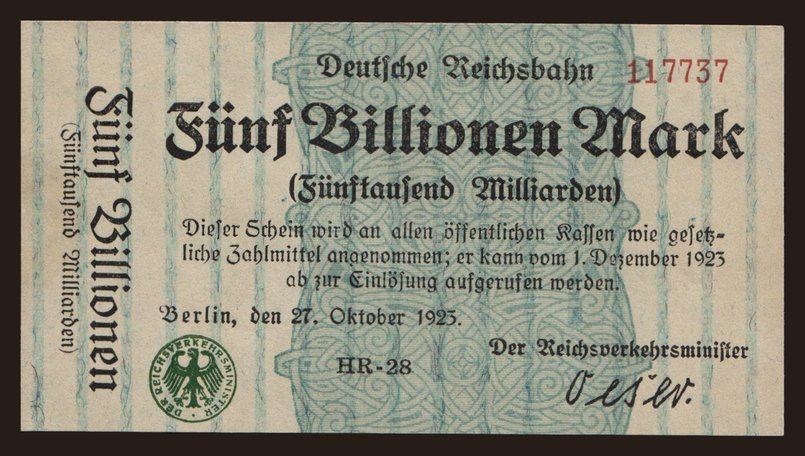 Deutsche Reichsbahn 117737
Fünf Billionen Mark
(Fünftausend Milliarden)
Dieser Schein wird an allen öffentlichen Kassen wie gesetz-
liche Zahlmittel angenommen; er kann vom 1. Dezember 1923
ab zur Einlösung aufgerufen werden.
Berlin, den 27. Oktober 1923.
HR-28
Der Reichsverkehrsminister
Oeser.
DER REICHSVERKEHRSMINISTER
Fünf Billionen
(Fünftausend Milliarden)